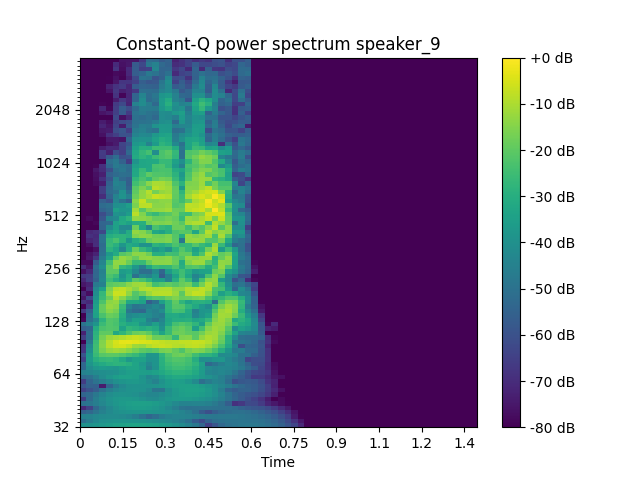 Constant-Q power spectrum speaker_9
Hz
2048
1024
512
256
128
64
32
0 0.15 0.3 0.45 0.6 0.75 0.9 1.1 1.2 1.4
Time
+0 dB
-10 dB
-20 dB
-30 dB
-40 dB
-50 dB
-60 dB
-70 dB
-80 dB